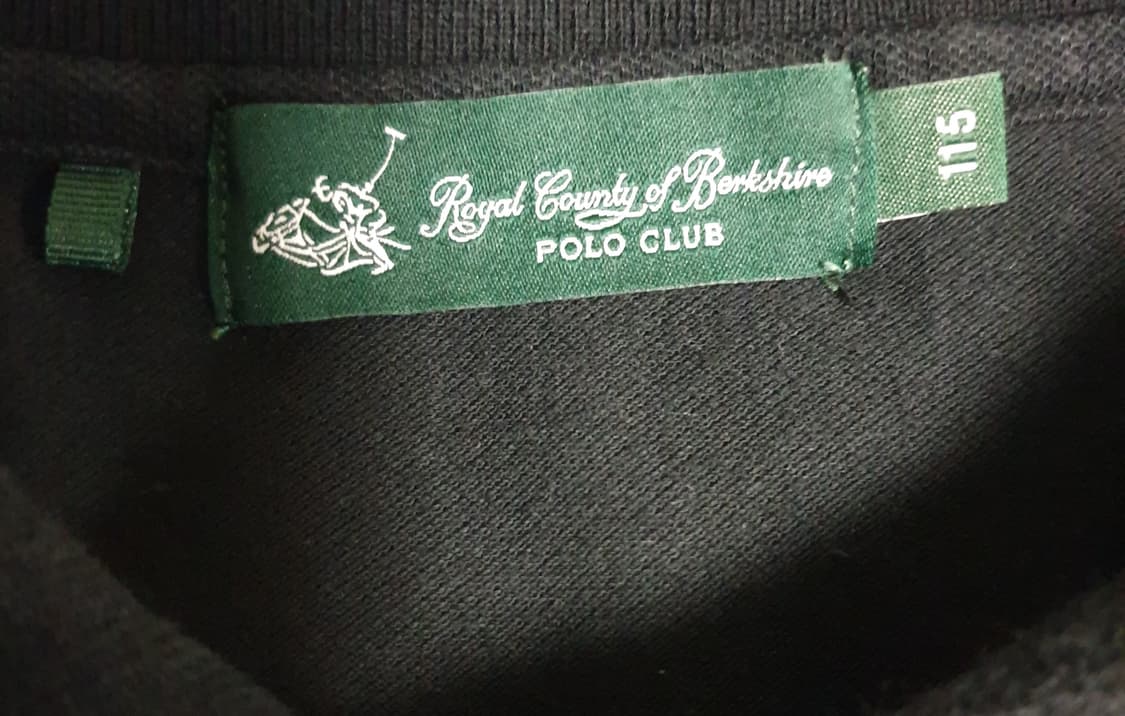 Royal County of Berkshire
POLO CLUB
115